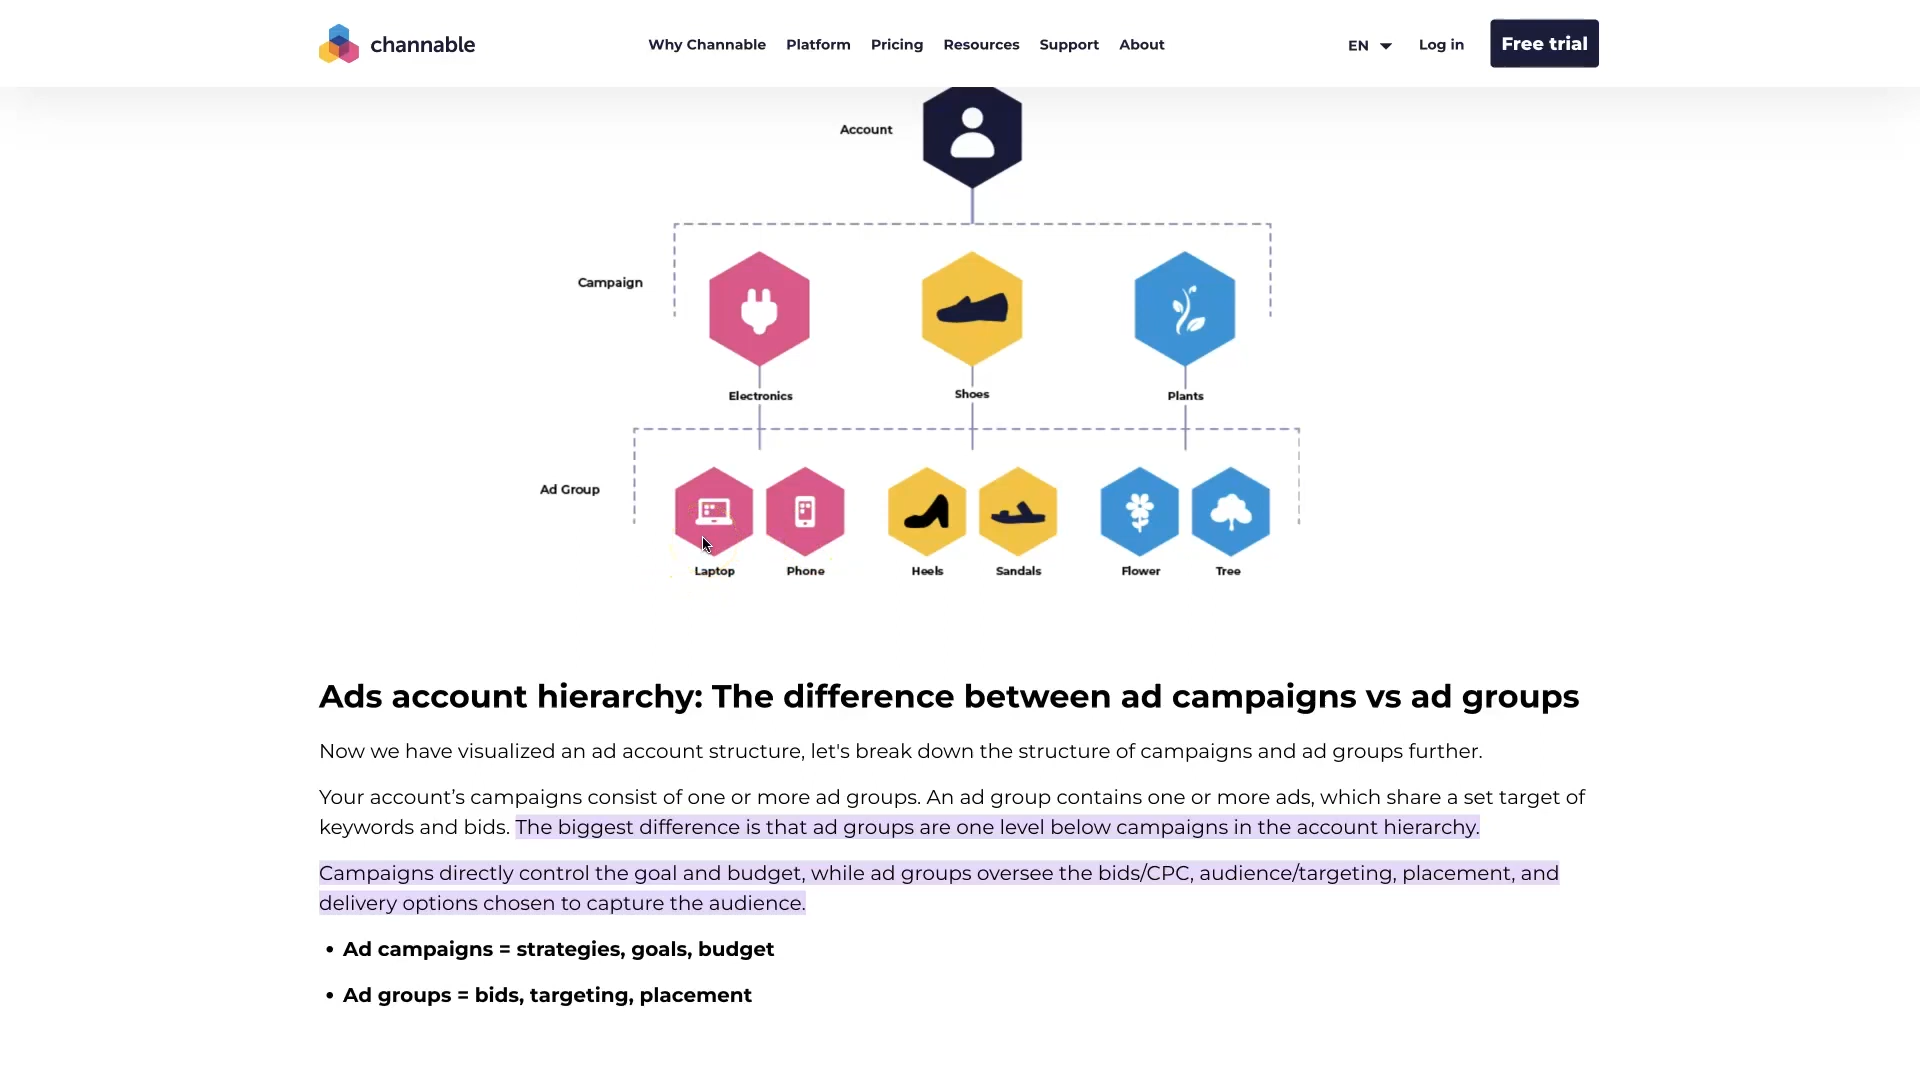 channable
Why Channable Platform Pricing Resources Support About
EN Log in Free trial
Account
Campaign
Electronics Shoes Plants
Ad Group
Laptop Phone Heels Sandals Flower Tree
Ads account hierarchy: The difference between ad campaigns vs ad groups
Now we have visualized an ad account structure, let's break down the structure of campaigns and ad groups further.
Your account’s campaigns consist of one or more ad groups. An ad group contains one or more ads, which share a set target of
keywords and bids. The biggest difference is that ad groups are one level below campaigns in the account hierarchy.
Campaigns directly control the goal and budget, while ad groups oversee the bids/CPC, audience/targeting, placement, and
delivery options chosen to capture the audience.
• Ad campaigns = strategies, goals, budget
• Ad groups = bids, targeting, placement